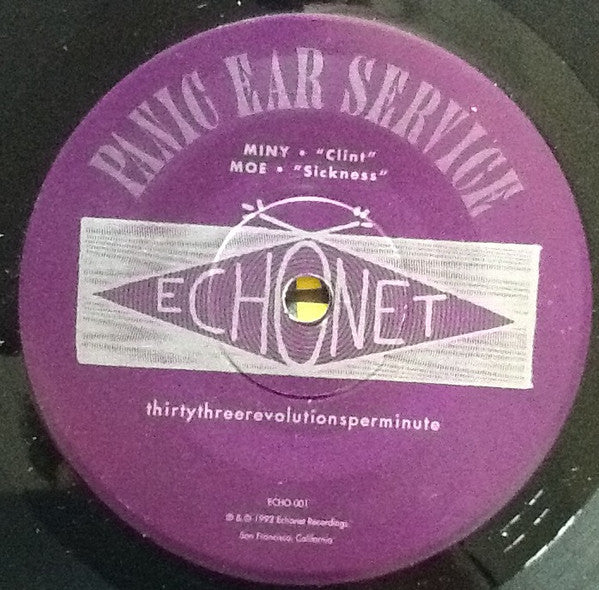 PANIC EAR SERVICE
MINY • "Clint"
MOE • "Sickness"
ECHONET
thirtythreerevolutionsperminute
ECHO 001
℗ & © 1992 Echonet Recordings
San Francisco, California